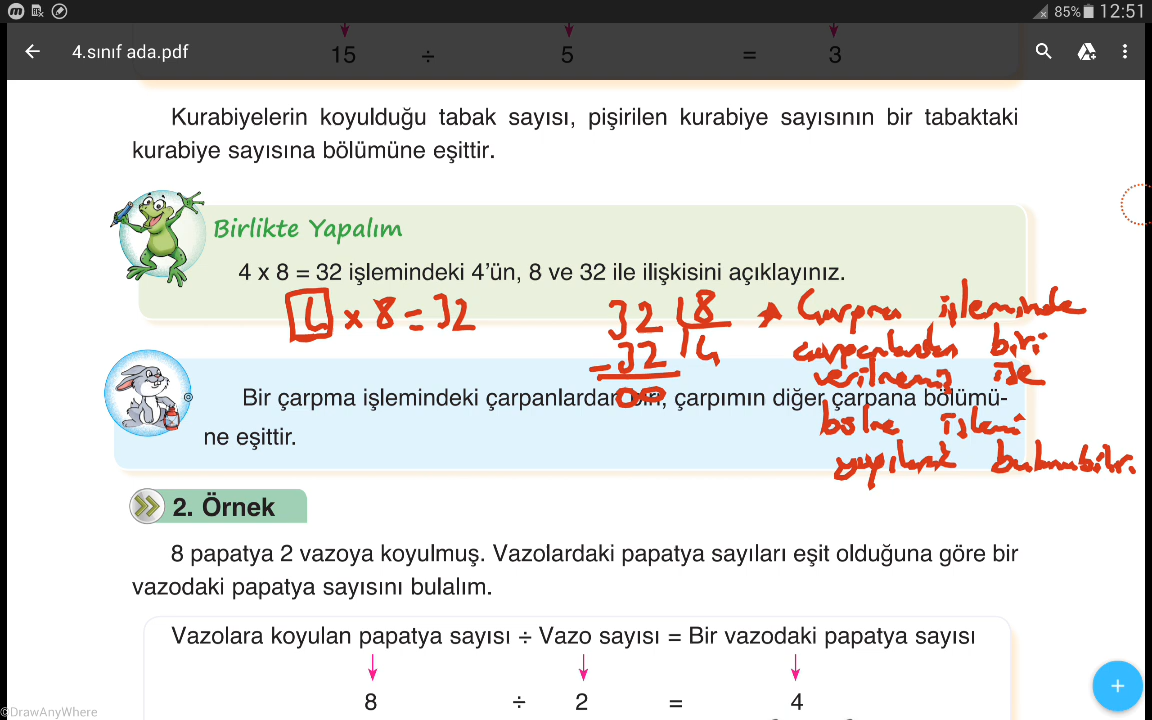 85% 12:51
4.sınıf ada.pdf
15 ÷ 5 = 3
Kurabiyelerin koyulduğu tabak sayısı, pişirilen kurabiye sayısının bir tabaktaki
kurabiye sayısına bölümüne eşittir.
Birlikte Yapalım
4 x 8 = 32 işlemindeki 4'ün, 8 ve 32 ile ilişkisini açıklayınız.
4 x 8 = 32
32 8
- 32 4
00
Çarpma işleminde
çarpanlardan biri
verilmemiş ise
bölme işlemi
yapılarak bulunabilir.
Bir çarpma işlemindeki çarpanlardan biri, çarpımın diğer çarpana bölümü-
ne eşittir.
2. Örnek
8 papatya 2 vazoya koyulmuş. Vazolardaki papatya sayıları eşit olduğuna göre bir
vazodaki papatya sayısını bulalım.
Vazolara koyulan papatya sayısı ÷ Vazo sayısı = Bir vazodaki papatya sayısı
8 ÷ 2 = 4
©DrawAnyWhere